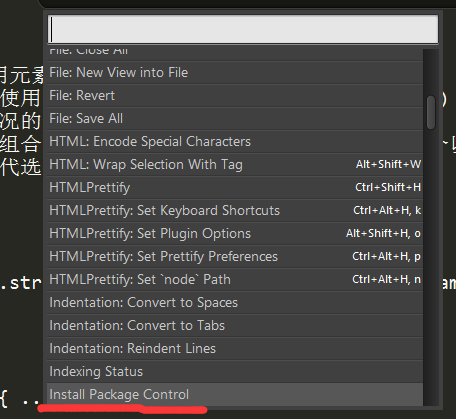 File: Close All
File: New View into File
File: Revert
File: Save All
HTML: Encode Special Characters
HTML: Wrap Selection With Tag Alt+Shift+W
HTMLPrettify Ctrl+Shift+H
HTMLPrettify: Set Keyboard Shortcuts Ctrl+Alt+H, k
HTMLPrettify: Set Plugin Options Alt+Shift+H, o
HTMLPrettify: Set Prettify Preferences Ctrl+Alt+H, p
HTMLPrettify: Set `node` Path Ctrl+Alt+H, n
Indentation: Convert to Spaces
Indentation: Convert to Tabs
Indentation: Reindent Lines
Indexing Status
Install Package Control
用元素
使用
)
况的
组合
代选
.str
am
{ ..